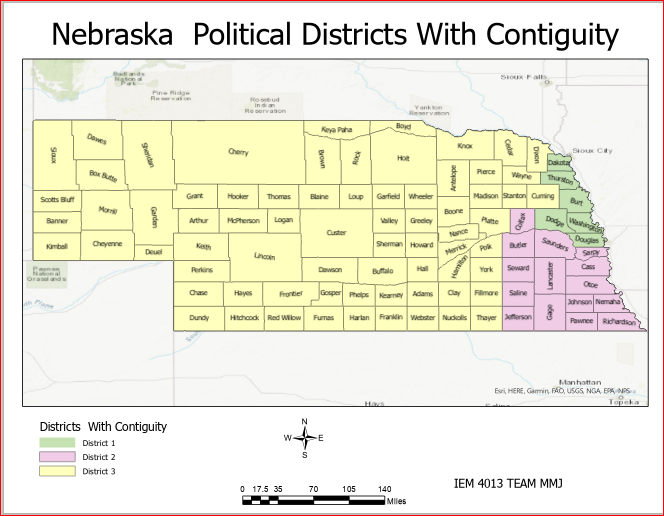 Nebraska  Political Districts With Contiguity
Badlands
National
Park
Pine Ridge
Reservation
Rosebud
Indian
Reservation
Yankton
Reservation
Sioux Falls
Sioux City
Sioux
Dawes
Sheridan
Box Butte
Cherry
Keya Paha
Boyd
Brown
Rock
Holt
Knox
Cedar
Dixon
Dakota
Antelope
Pierce
Wayne
Thurston
Scotts Bluff
Banner
Kimball
Morrill
Cheyenne
Garden
Deuel
Grant
Hooker
Thomas
Blaine
Loup
Garfield
Wheeler
Madison
Stanton
Cuming
Burt
Arthur
McPherson
Logan
Custer
Valley
Greeley
Boone
Platte
Colfax
Dodge
Washington
Keith
Lincoln
Sherman
Howard
Nance
Merrick
Polk
Butler
Saunders
Douglas
Sarpy
Perkins
Dawson
Buffalo
Hall
Hamilton
York
Seward
Lancaster
Cass
Otoe
Chase
Hayes
Frontier
Gosper
Phelps
Kearney
Adams
Clay
Fillmore
Saline
Gage
Johnson
Nemaha
Dundy
Hitchcock
Red Willow
Furnas
Harlan
Franklin
Webster
Nuckolls
Thayer
Jefferson
Pawnee
Richardson
Pawnee
National
Grasslands
Manhattan
Topeka
Hays
Esri, HERE, Garmin, FAO, USGS, NGA, EPA, NPS
Districts  With Contiguity
District 1
District 2
District 3
N
W
E
S
0 17.5 35 70 105 140
Miles
IEM 4013 TEAM MMJ